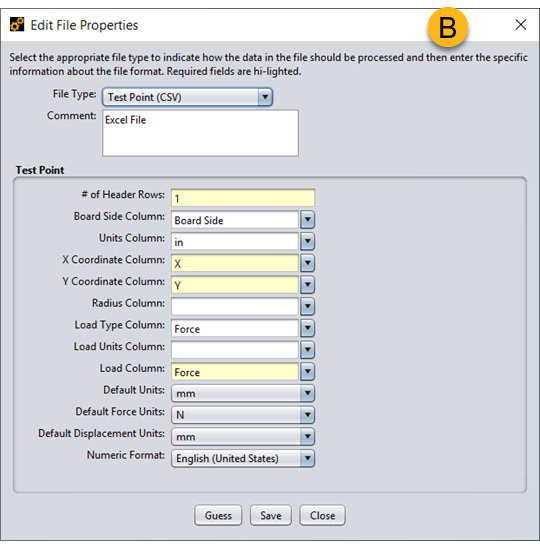 Edit File Properties
B
Select the appropriate file type to indicate how the data in the file should be processed and then enter the specific
information about the file format. Required fields are hi-lighted.
File Type: Test Point (CSV)
Comment: Excel File
Test Point
# of Header Rows: 1
Board Side Column: Board Side
Units Column: in
X Coordinate Column: X
Y Coordinate Column: Y
Radius Column:
Load Type Column: Force
Load Units Column:
Load Column: Force
Default Units: mm
Default Force Units: N
Default Displacement Units: mm
Numeric Format: English (United States)
Guess Save Close